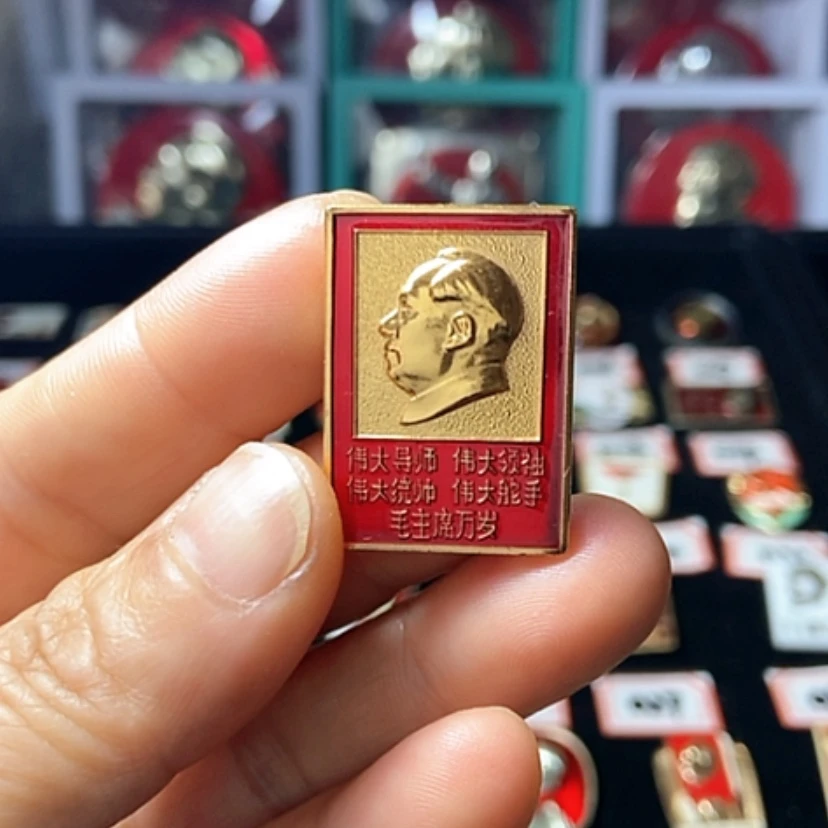 伟大导师 伟大领袖
伟大统帅 伟大舵手
毛主席万岁